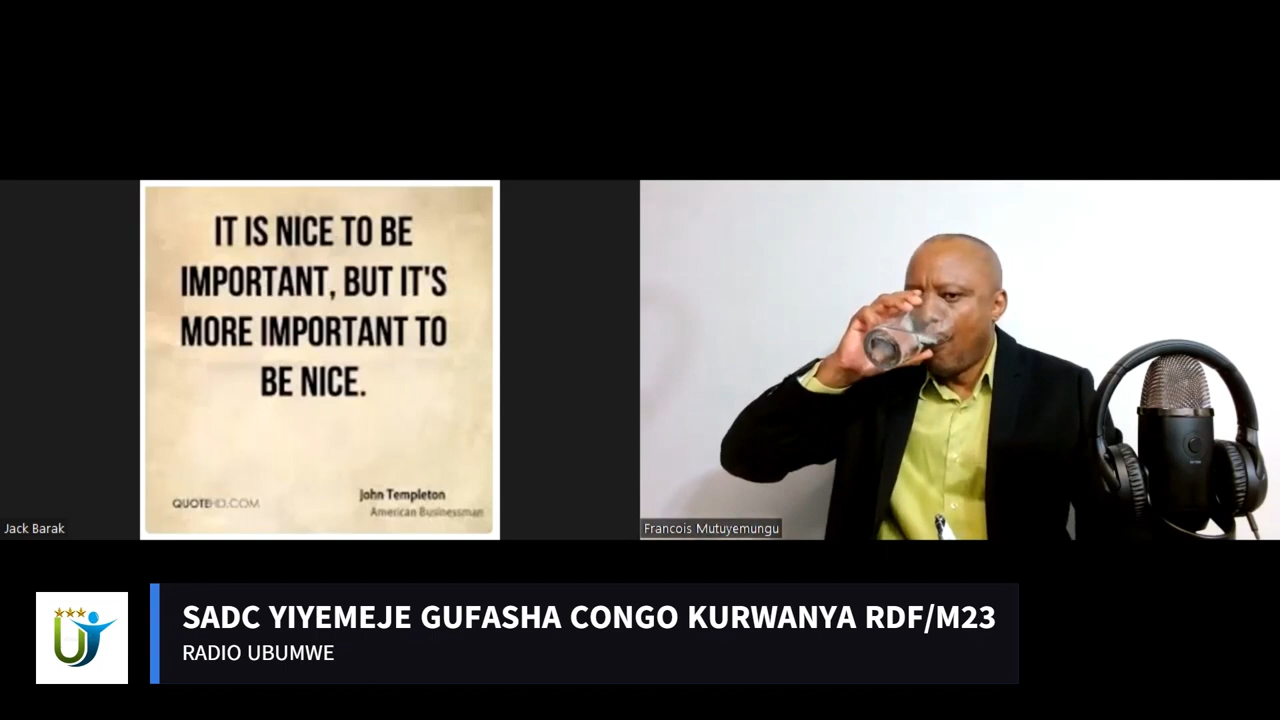 IT IS NICE TO BE
IMPORTANT, BUT IT'S
MORE IMPORTANT TO
BE NICE.
QUOTEHD.COM
John Templeton
American Businessman
Jack Barak
Francois Mutuyemungu
SADC YIYEMEJE GUFASHA CONGO KURWANYA RDF/M23
RADIO UBUMWE